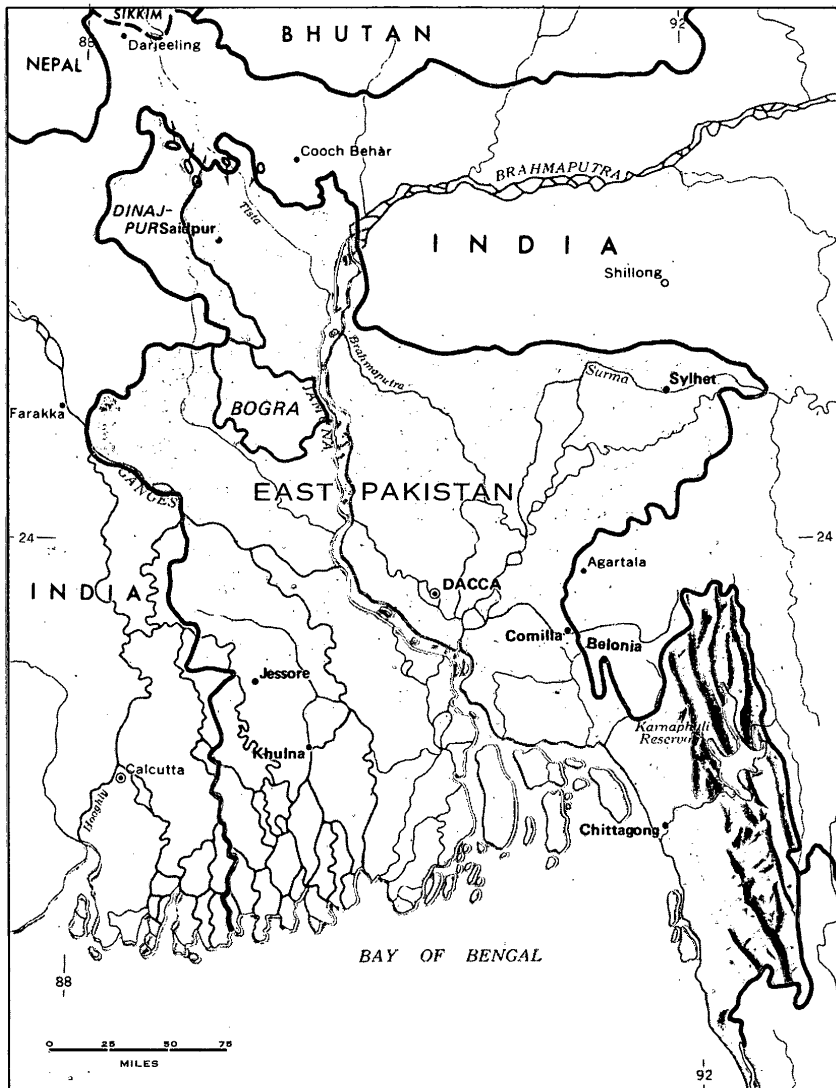 SIKKIM
88
Darjeeling
BHUTAN
92
NEPAL
Cooch Behar
BRAHMAPUTRA
DINAJ-
PUR
Saidpur
Tista
INDIA
Shillong
Brahmaputra
Surma
Sylhet
Farakka
BOGRA
JAMUNA
GANGES
EAST PAKISTAN
24
24
INDIA
DACCA
Agartala
Comilla
Belonia
Jessore
Karnaphuli
Reservoir
Khulna
Calcutta
Hooghly
Chittagong
BAY OF BENGAL
88
0 25 50 75
MILES
92